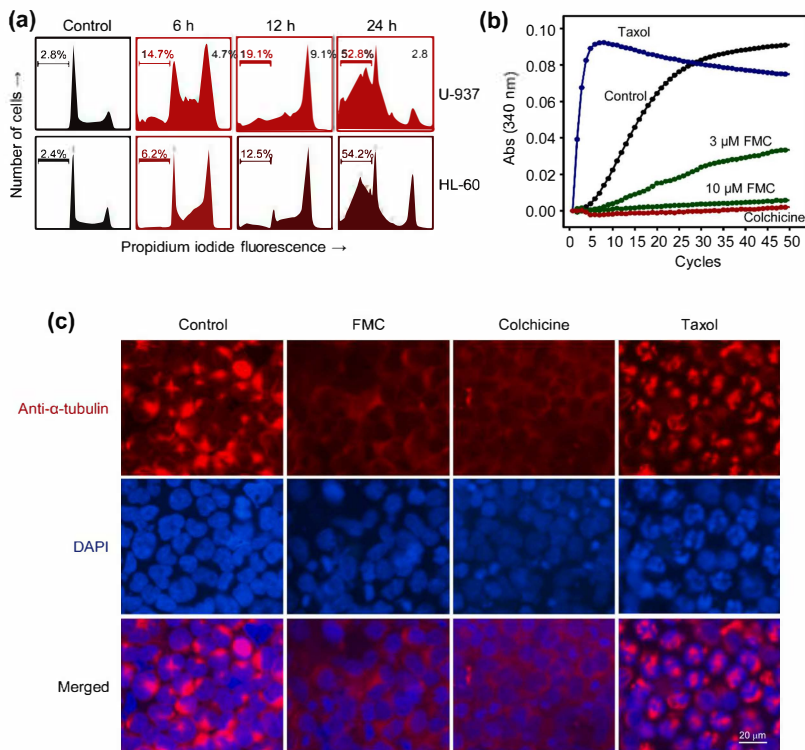 (a)
Control 6 h 12 h 24 h
2.8% 14.7% 4.7% 19.1% 9.1% 52.8% 2.8
U-937
2.4% 6.2% 12.5% 54.2%
HL-60
Number of cells →
Propidium iodide fluorescence →
(b)
Abs (340 nm)
0.10
0.08
0.06
0.04
0.02
0.00
Taxol
Control
3 µM FMC
10 µM FMC
Colchicine
0 5 10 15 20 25 30 35 40 45 50
Cycles
(c)
Control FMC Colchicine Taxol
Anti-α-tubulin
DAPI
Merged
20 µm